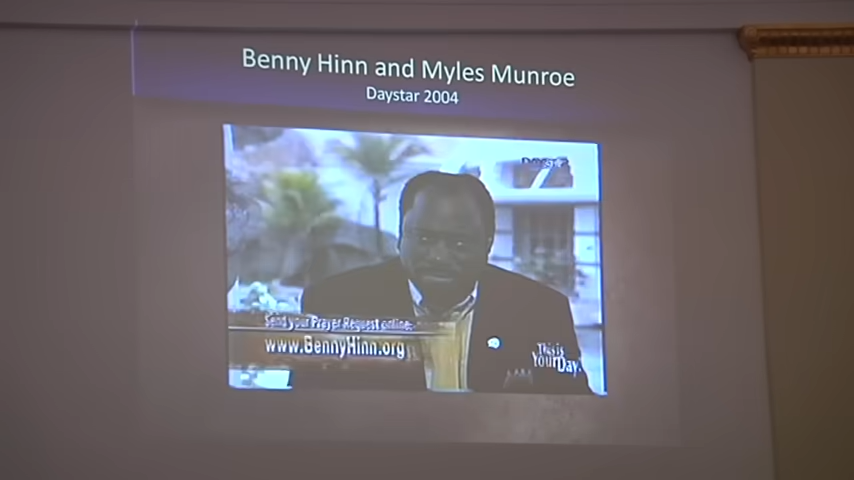 Benny Hinn and Myles Munroe
Daystar 2004
Send your Prayer Request online:
www.BennyHinn.org
This is
Your Day.